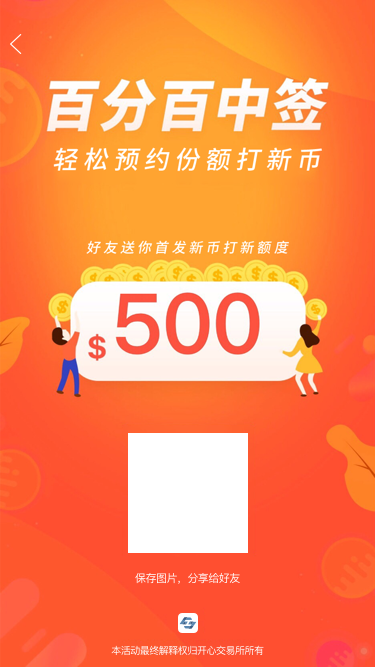 百分百中签
轻松预约份额打新币
好友送你首发新币打新额度
$500
保存图片，分享给好友
本活动最终解释权归开心交易所所有